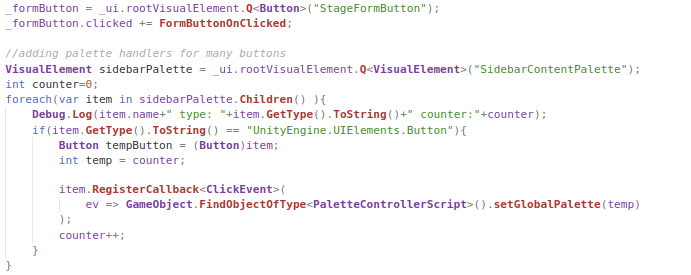 _formButton = _ui.rootVisualElement.Q<Button>("StageFormButton");
_formButton.clicked += FormButtonOnClicked;
//adding palette handlers for many buttons
VisualElement sidebarPalette = _ui.rootVisualElement.Q<VisualElement>("SidebarContentPalette");
int counter=0;
foreach(var item in sidebarPalette.Children() ){
Debug.Log(item.name+" type: "+item.GetType().ToString()+" counter:"+counter);
if(item.GetType().ToString() == "UnityEngine.UIElements.Button"){
Button tempButton = (Button)item;
int temp = counter;
item.RegisterCallback<ClickEvent>(
ev => GameObject.FindObjectOfType<PaletteControllerScript>().setGlobalPalette(temp)
);
counter++;
}
}